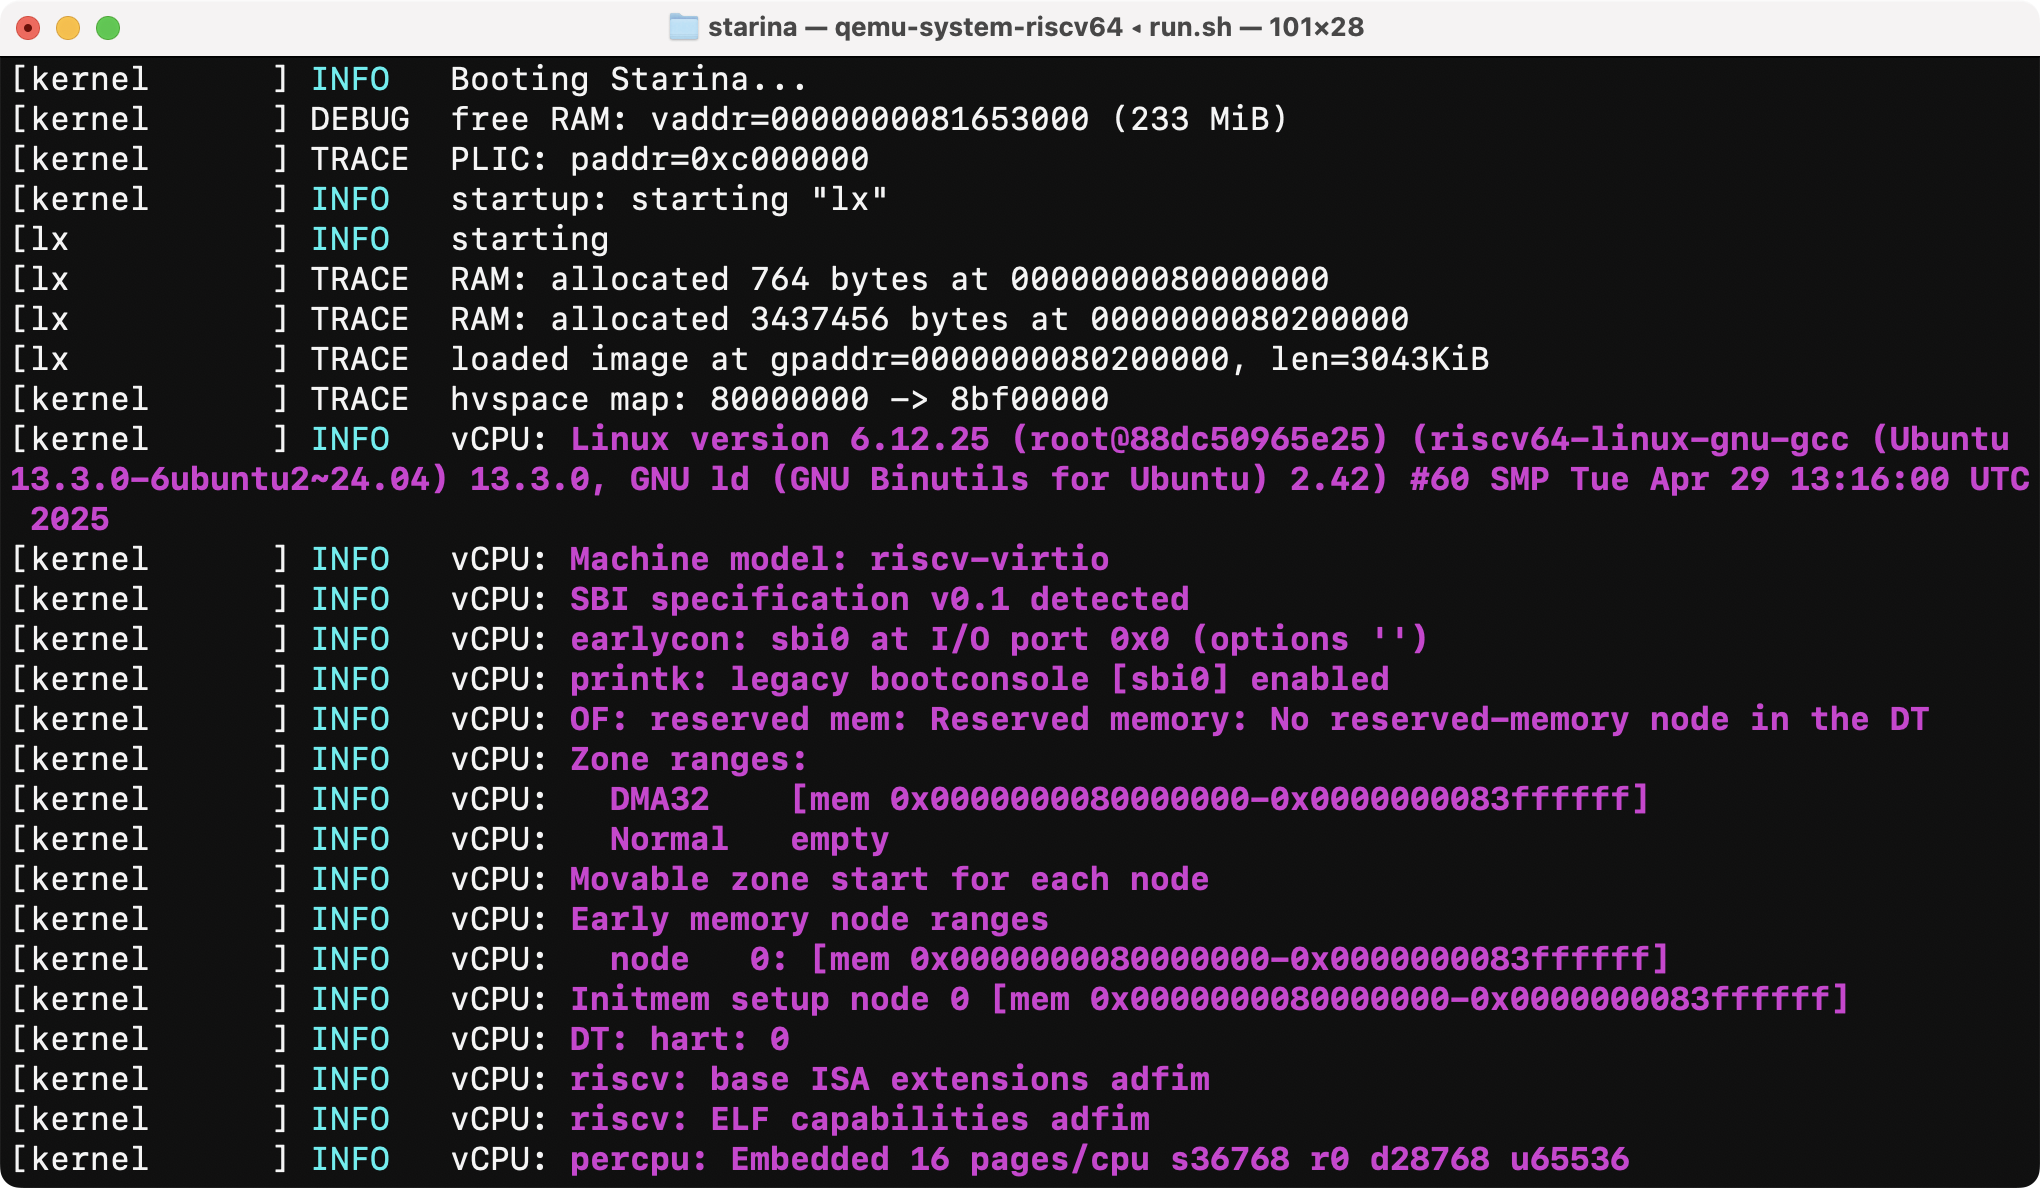 starina — qemu-system-riscv64 ◂ run.sh — 101×28
[kernel      ] INFO   Booting Starina...
[kernel      ] DEBUG  free RAM: vaddr=0000000081653000 (233 MiB)
[kernel      ] TRACE  PLIC: paddr=0xc000000
[kernel      ] INFO   startup: starting "lx"
[lx          ] INFO   starting
[lx          ] TRACE  RAM: allocated 764 bytes at 0000000080000000
[lx          ] TRACE  RAM: allocated 3437456 bytes at 0000000080200000
[lx          ] TRACE  loaded image at gpaddr=0000000080200000, len=3043KiB
[kernel      ] TRACE  hvspace map: 80000000 -> 8bf00000
[kernel      ] INFO   vCPU: Linux version 6.12.25 (root@88dc50965e25) (riscv64-linux-gnu-gcc (Ubuntu
13.3.0-6ubuntu2~24.04) 13.3.0, GNU ld (GNU Binutils for Ubuntu) 2.42) #60 SMP Tue Apr 29 13:16:00 UTC
 2025
[kernel      ] INFO   vCPU: Machine model: riscv-virtio
[kernel      ] INFO   vCPU: SBI specification v0.1 detected
[kernel      ] INFO   vCPU: earlycon: sbi0 at I/O port 0x0 (options '')
[kernel      ] INFO   vCPU: printk: legacy bootconsole [sbi0] enabled
[kernel      ] INFO   vCPU: OF: reserved mem: Reserved memory: No reserved-memory node in the DT
[kernel      ] INFO   vCPU: Zone ranges:
[kernel      ] INFO   vCPU:   DMA32    [mem 0x0000000080000000-0x0000000083ffffff]
[kernel      ] INFO   vCPU:   Normal   empty
[kernel      ] INFO   vCPU: Movable zone start for each node
[kernel      ] INFO   vCPU: Early memory node ranges
[kernel      ] INFO   vCPU:   node   0: [mem 0x0000000080000000-0x0000000083ffffff]
[kernel      ] INFO   vCPU: Initmem setup node 0 [mem 0x0000000080000000-0x0000000083ffffff]
[kernel      ] INFO   vCPU: DT: hart: 0
[kernel      ] INFO   vCPU: riscv: base ISA extensions adfim
[kernel      ] INFO   vCPU: riscv: ELF capabilities adfim
[kernel      ] INFO   vCPU: percpu: Embedded 16 pages/cpu s36768 r0 d28768 u65536